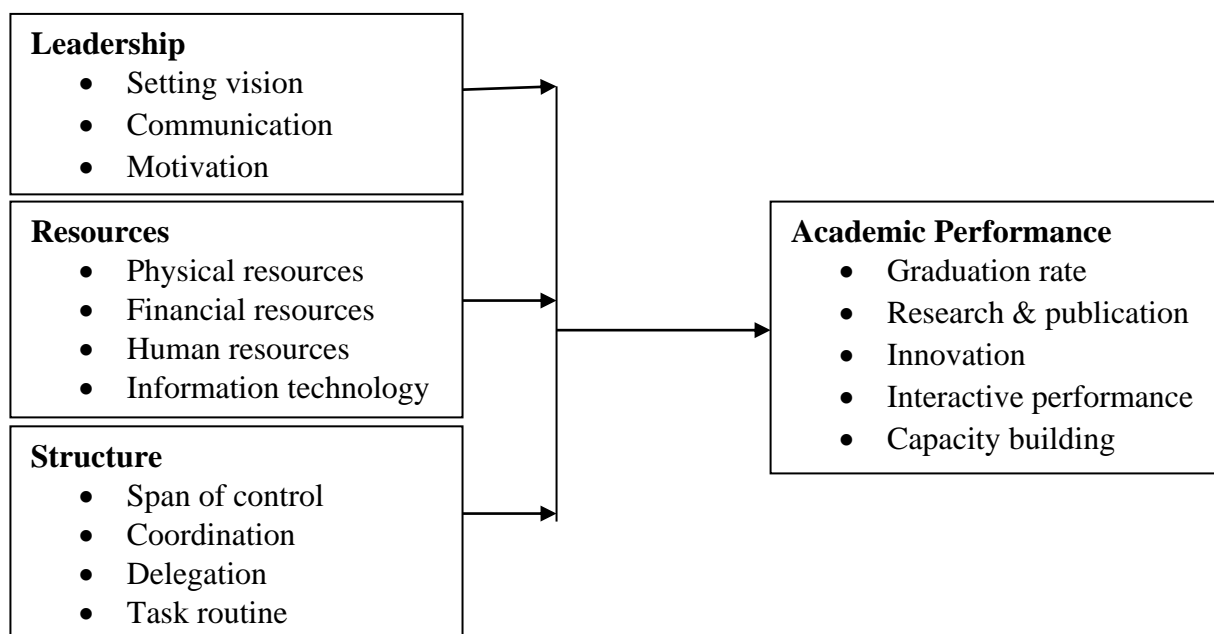 Leadership
• Setting vision
• Communication
• Motivation
Resources
• Physical resources
• Financial resources
• Human resources
• Information technology
Structure
• Span of control
• Coordination
• Delegation
• Task routine
Academic Performance
• Graduation rate
• Research & publication
• Innovation
• Interactive performance
• Capacity building